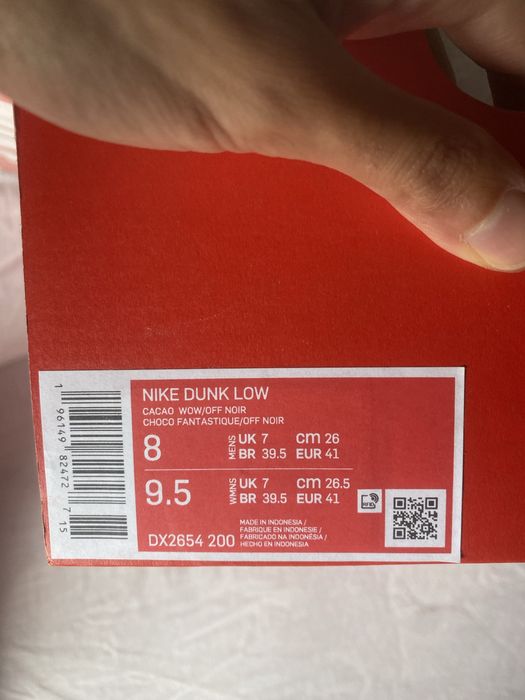 1 96149 82472 7 15
NIKE DUNK LOW
CACAO WOW/OFF NOIR
CHOCO FANTASTIQUE/OFF NOIR
8 MENS UK 7 cm 26
BR 39.5 EUR 41
9.5 WMNS UK 7 cm 26.5
BR 39.5 EUR 41
RFID
DX2654 200
MADE IN INDONESIA /
FABRIQUE EN INDONESIE /
FABRICADO NA INDONÉSIA /
HECHO EN INDONESIA